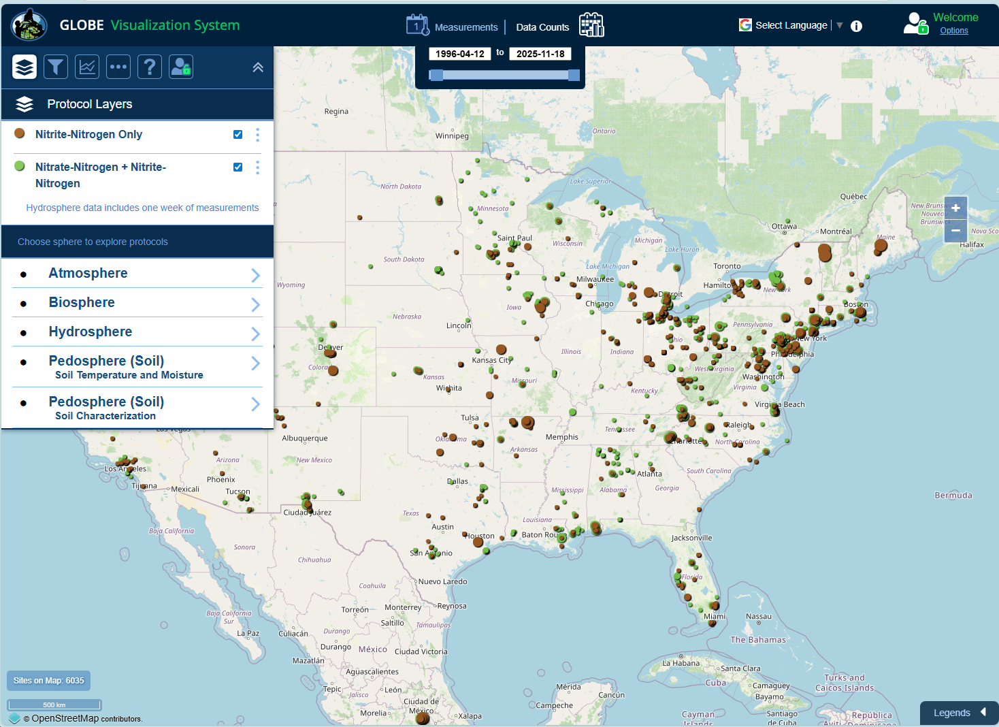 GLOBE Visualization System
1
Measurements
Data Counts
Select Language
Welcome
Options
1996-04-12 to 2025-11-18
Protocol Layers
Nitrite-Nitrogen Only
Nitrate-Nitrogen + Nitrite-
Nitrogen
Hydrosphere data includes one week of measurements
Choose sphere to explore protocols
Atmosphere
Biosphere
Hydrosphere
Pedosphere (Soil)
Soil Temperature and Moisture
Pedosphere (Soil)
Soil Characterization
Regina
Winnipeg
Ontario
North Dakota
Minnesota
Lake Superior
Québec
New Brunswick
Nouveau
Brunswick
Nova Sco
Halifax
Ottawa
Montréal
Maine
Saint Paul
Wisconsin
Michigan
Lake Huron
Toronto
Hamilton
South Dakota
Lake Michigan
Milwaukee
Wyoming
Detroit
New York
Boston
Chicago
Iowa
Nebraska
Lincoln
Pennsylvania
New York
Denver
Kansas City
Illinois
Indiana
Ohio
Philadelphia
Colorado
Kansas
Missouri
West Virginia
Washington
Wichita
Kentucky
Virginia
Virginia Beach
Tulsa
Las Vegas
Albuquerque
Oklahoma
Memphis
Tennessee
Raleigh
Charlotte
North Carolina
Arkansas
Los Angeles
Arizona
New Mexico
Phoenix
Atlanta
South Carolina
Tijuana
Mexicali
Tucson
Dallas
Mississippi
Alabama
Georgia
Bermuda
Ciudad Juárez
Texas
Louisiana
Baja California
Austin
Houston
Baton Rou
Jacksonville
Sonora
San Antonio
Chihuahua
Florida
Coahuila
Nuevo Laredo
Torreón
Monterrey
Reynosa
Baja California
Sur
Saltillo
Tamaulipas
Miami
Nassau
La Paz
Culiacán
Durango
Durango
México
Ciudad Victoria
The Bahamas
Mazatlán
Aguascalientes
La Habana
Santa Clara
Cuba
Turks and
Caicos Islands
Sites on Map: 6035
Tepic
Jalisco
León
Mérida
Cancún
Camagüey
Bayamo
500 km
Ciudad de
México
Morelia
Xalapa
Campeche
Cayman
Islands
Santiago
de Cuba
República
Dominicana
Ayiti
© OpenStreetMap contributors.
Legends